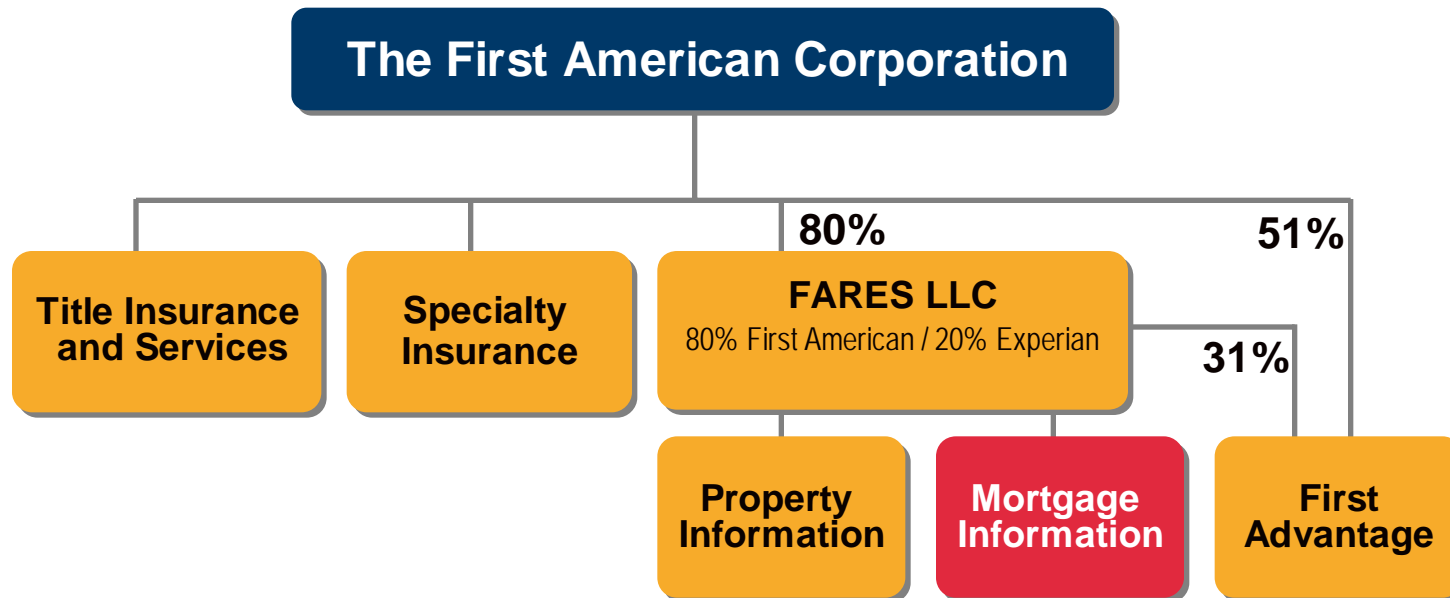 The First American Corporation
80%
51%
Title Insurance
and Services
Specialty
Insurance
FARES LLC
80% First American / 20% Experian
31%
Property
Information
Mortgage
Information
First
Advantage